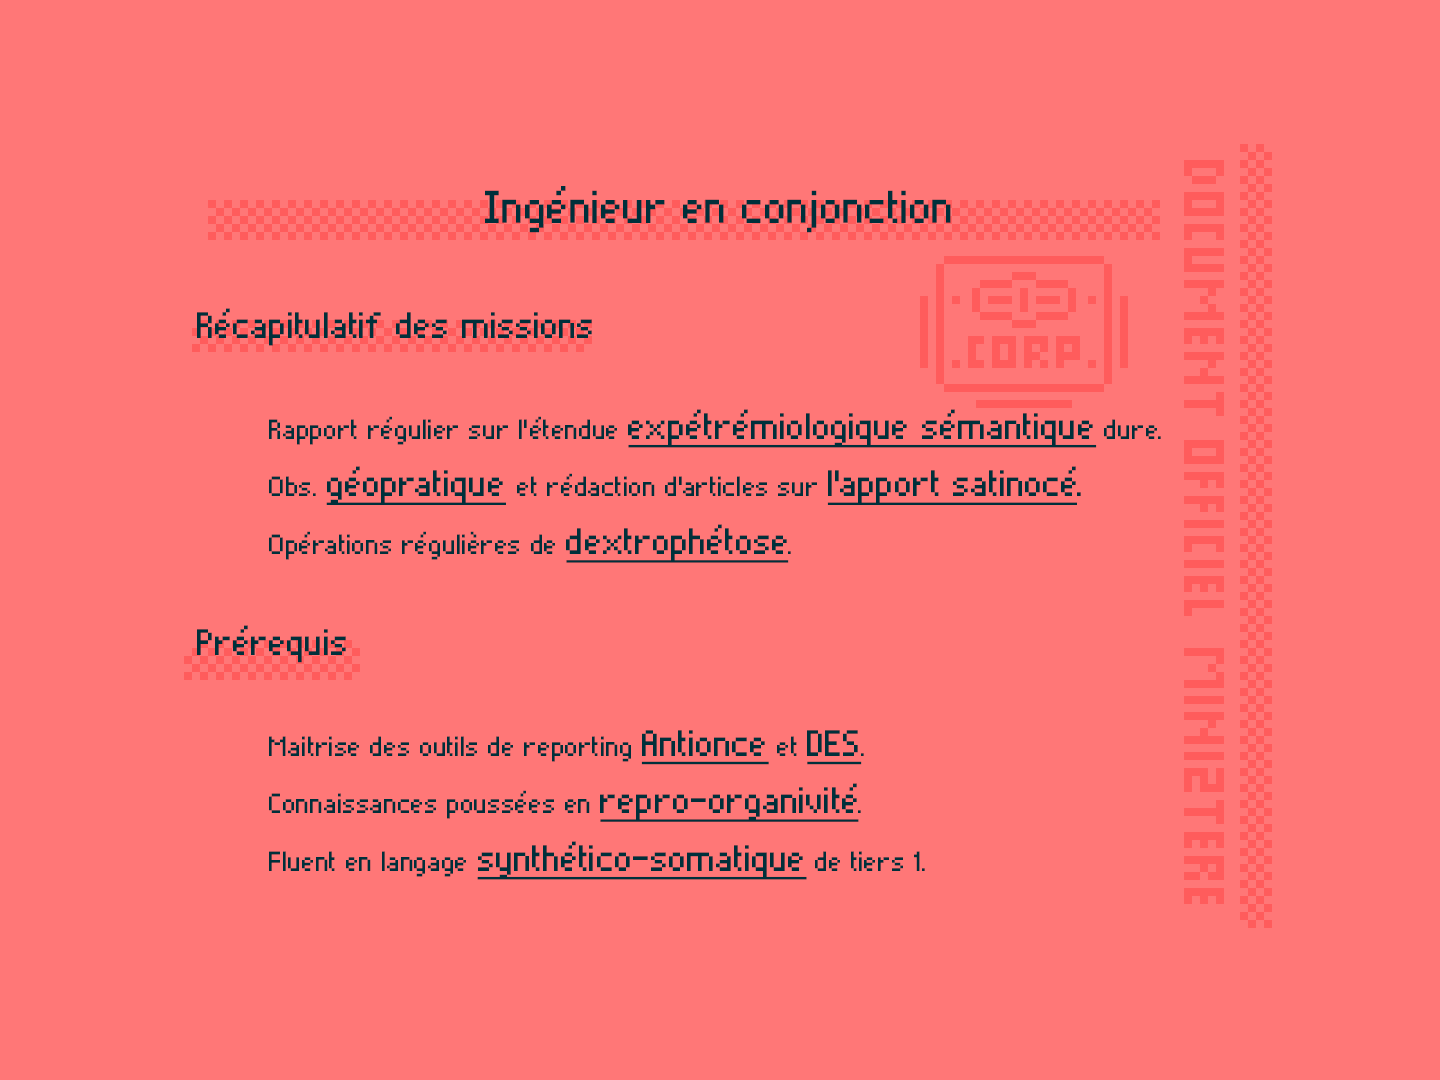 Ingénieur en conjonction
.CORP.
Récapitulatif des missions
Rapport régulier sur l'étendue expétrémiologique sémantique dure.
Obs. géopratique et rédaction d'articles sur l'apport satinocé.
Opérations régulières de dextrophétose.
Prérequis
Maitrise des outils de reporting Antionce et DES.
Connaissances poussées en repro-organivité.
Fluent en langage synthético-somatique de tiers 1.
DOCUMENT OFFICIEL MINISTERE